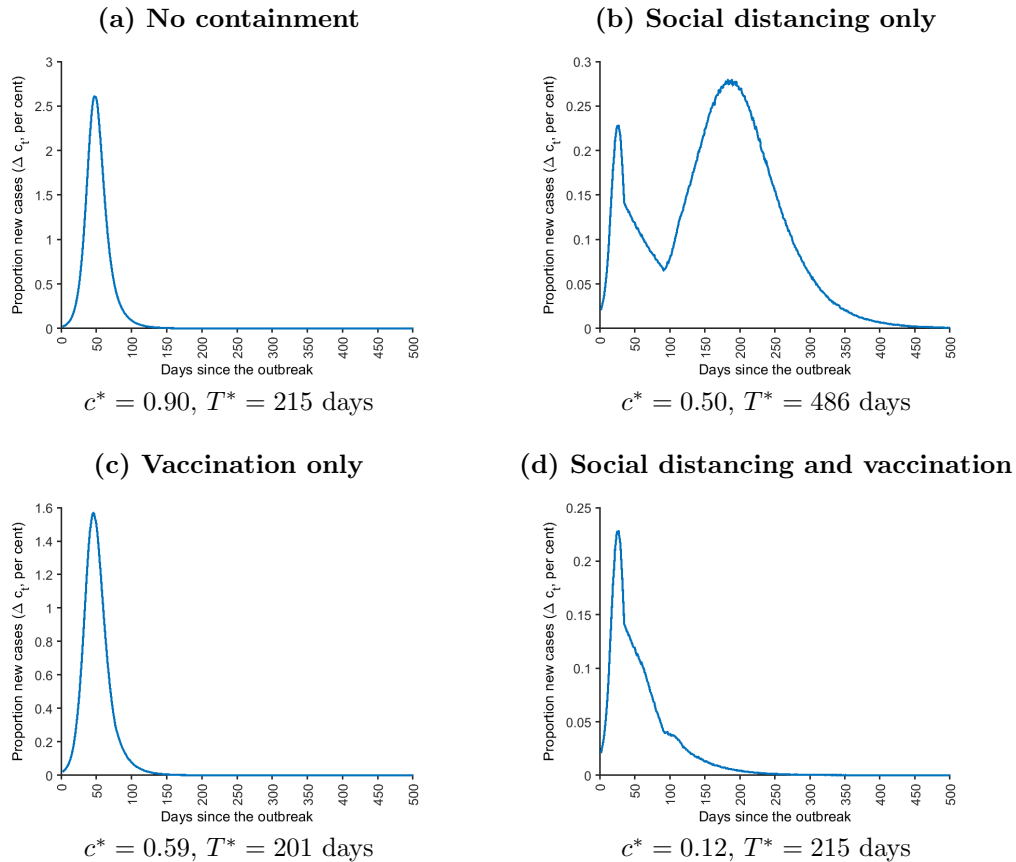 (a) No containment
Proportion new cases (Δ c_t, per cent)
3
2.5
2
1.5
1
0.5
0
0 50 100 150 200 250 300 350 400 450 500
Days since the outbreak
c* = 0.90, T* = 215 days
(b) Social distancing only
Proportion new cases (Δ c_t, per cent)
0.3
0.25
0.2
0.15
0.1
0.05
0
0 50 100 150 200 250 300 350 400 450 500
Days since the outbreak
c* = 0.50, T* = 486 days
(c) Vaccination only
Proportion new cases (Δ c_t, per cent)
1.6
1.4
1.2
1
0.8
0.6
0.4
0.2
0
0 50 100 150 200 250 300 350 400 450 500
Days since the outbreak
c* = 0.59, T* = 201 days
(d) Social distancing and vaccination
Proportion new cases (Δ c_t, per cent)
0.25
0.2
0.15
0.1
0.05
0
0 50 100 150 200 250 300 350 400 450 500
Days since the outbreak
c* = 0.12, T* = 215 days